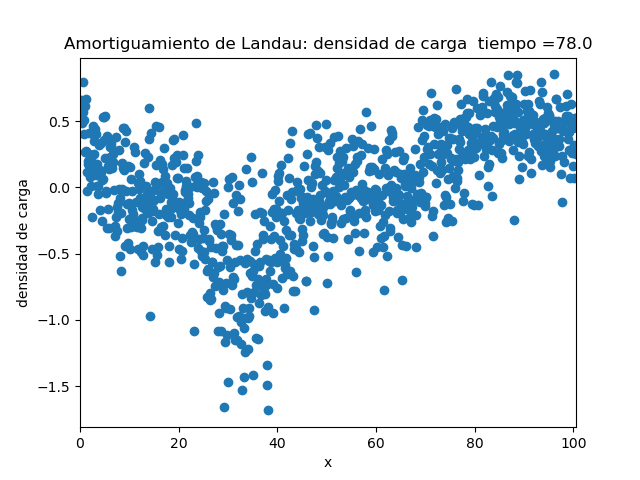 Amortiguamiento de Landau: densidad de carga  tiempo =78.0
densidad de carga
0.5
0.0
−0.5
−1.0
−1.5
0 20 40 60 80 100
x